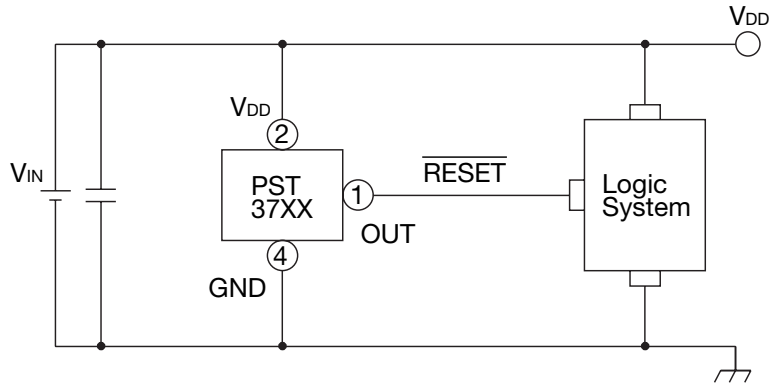 VDD
VDD
2
VIN
PST
37XX
1
RESET
Logic
System
OUT
4
GND